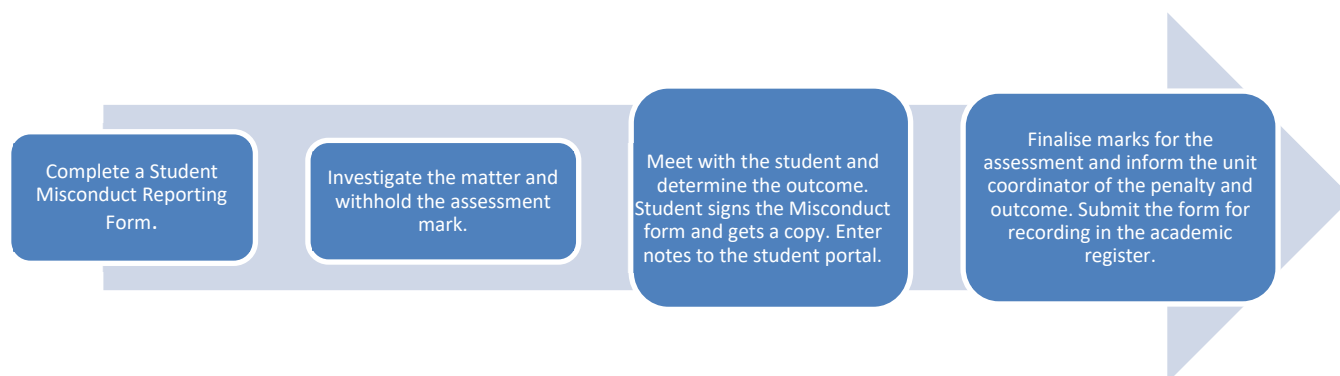 Complete a Student
Misconduct Reporting
Form.
Investigate the matter and
withhold the assessment
mark.
Meet with the student and
determine the outcome.
Student signs the Misconduct
form and gets a copy. Enter
notes to the student portal.
Finalise marks for the
assessment and inform the unit
coordinator of the penalty and
outcome. Submit the form for
recording in the academic
register.